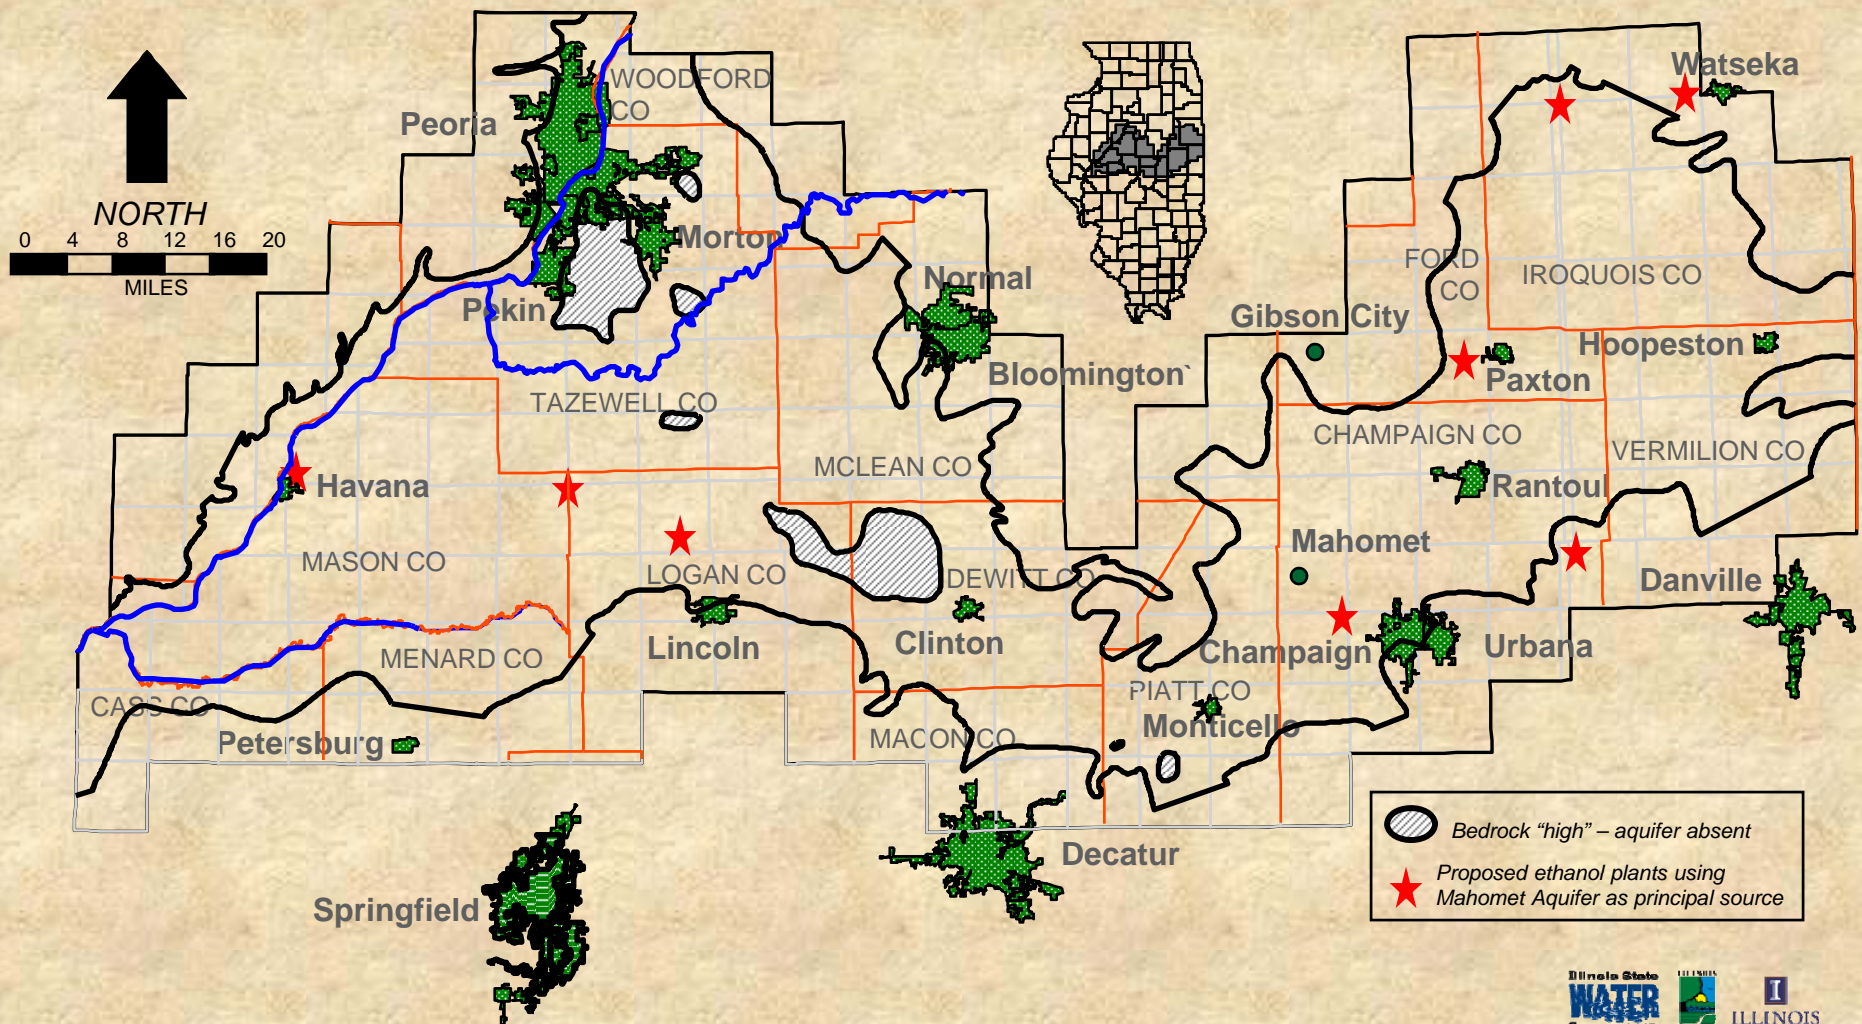 Watseka
WOODFORD
CO
Peoria
NORTH
0 4 8 12 16 20
MILES
Morton
FORD
CO
IROQUOIS CO
Normal
Pekin
Gibson City
Hoopeston
Bloomington`
Paxton
TAZEWELL CO
CHAMPAIGN CO
VERMILION CO
MCLEAN CO
Havana
Rantoul
Mahomet
MASON CO
LOGAN CO
DEWITT CO
Danville
Lincoln
Clinton
Champaign
Urbana
MENARD CO
PIATT CO
CASS CO
Monticello
Petersburg
MACON CO
Decatur
Springfield
Bedrock “high” – aquifer absent
Proposed ethanol plants using
Mahomet Aquifer as principal source
Illinois State
WATER
ILLINOIS
I
ILLINOIS